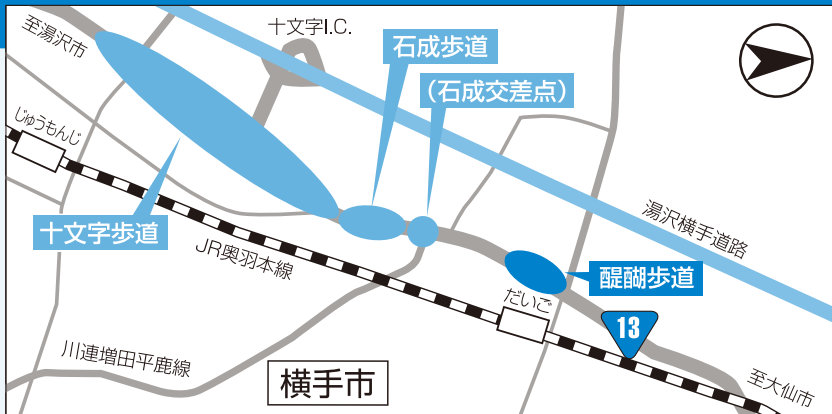 至湯沢市
十文字I.C.
石成歩道
(石成交差点)
じゅうもんじ
十文字歩道
JR奥羽本線
湯沢横手道路
醍醐歩道
だいご
13
川連増田平鹿線
横手市
至大仙市